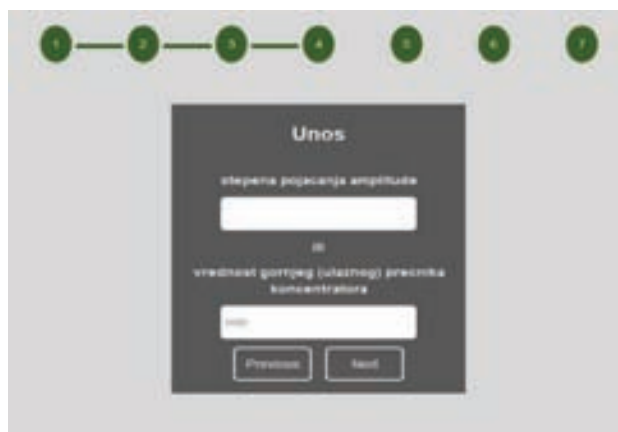 1 2 3 4 5 6 7
Unos
stepena pojacanja amplitude
ili
vrednost gornjeg (ulaznog) precnika
koncentratora
Previous Next